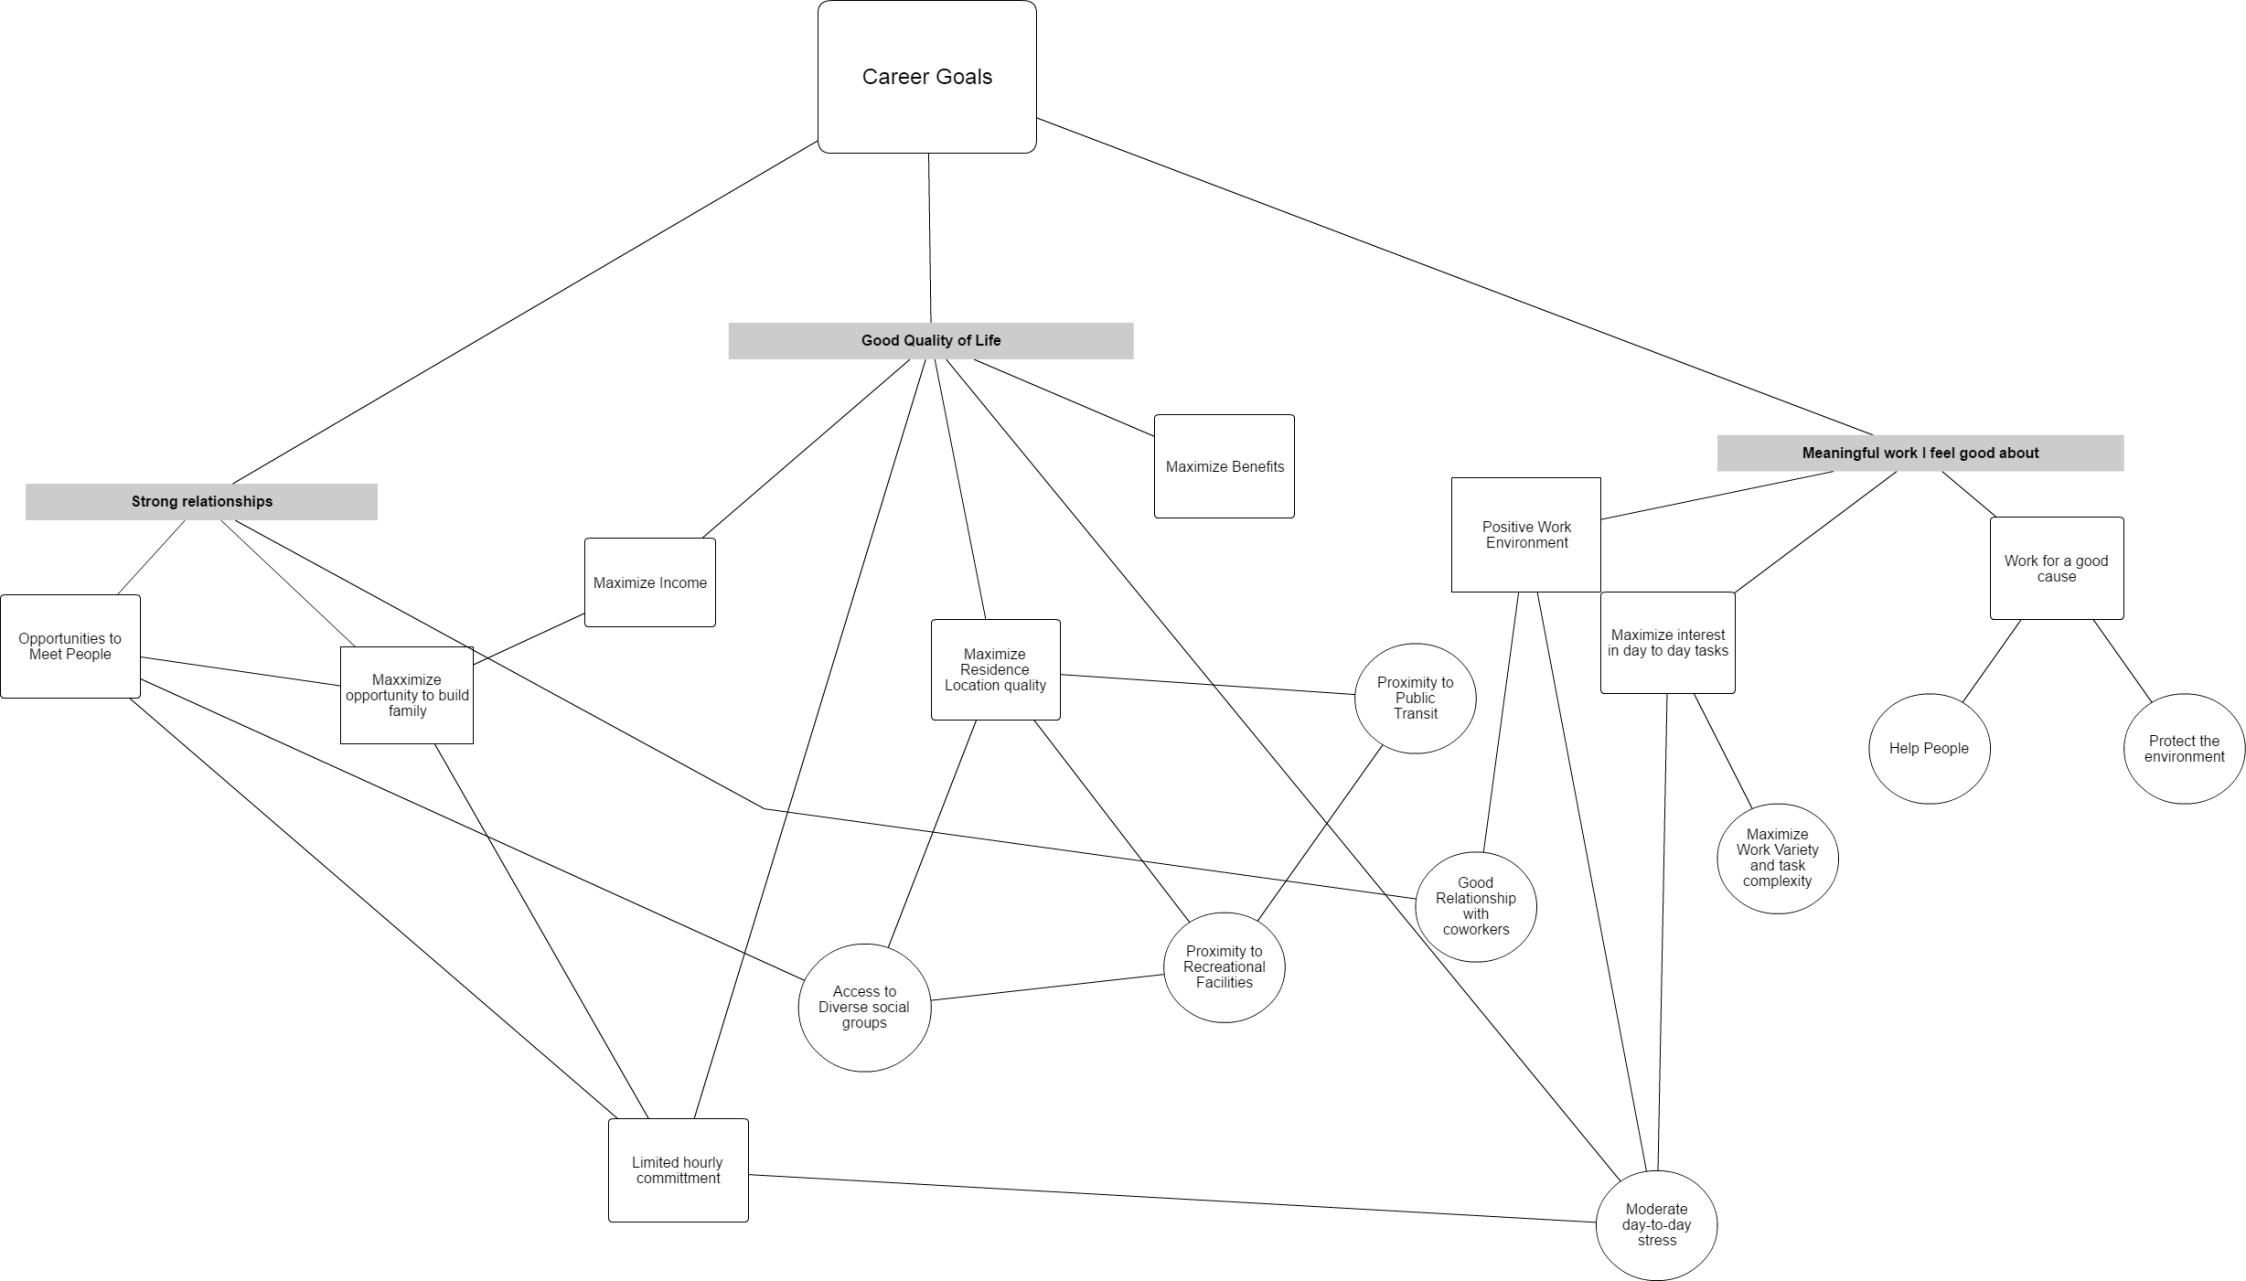 Career Goals
Good Quality of Life
Meaningful work I feel good about
Strong relationships
Maximize Benefits
Positive Work
Environment
Work for a good
cause
Maximize Income
Opportunities to
Meet People
Maxximize
opportunity to build
family
Maximize
Residence
Location quality
Proximity to
Public
Transit
Maximize interest
in day to day tasks
Help People
Protect the
environment
Maximize
Work Variety
and task
complexity
Good
Relationship
with
coworkers
Proximity to
Recreational
Facilities
Access to
Diverse social
groups
Limited hourly
committment
Moderate
day-to-day
stress